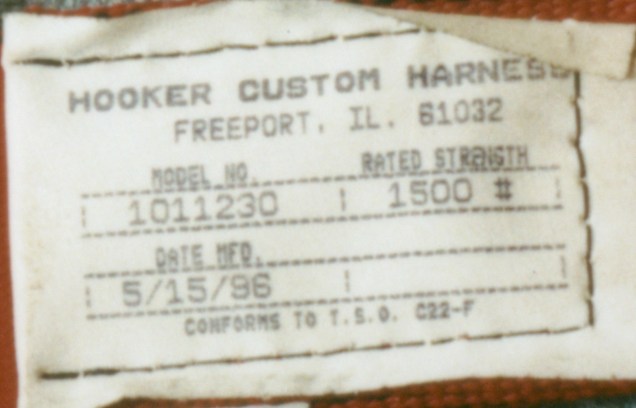 HOOKER CUSTOM HARNESS
FREEPORT, IL. 61032
MODEL NO. RATED STRENGTH
1011230 1500 #
DATE MFD.
5/15/96
CONFORMS TO T.S.O. C22-F